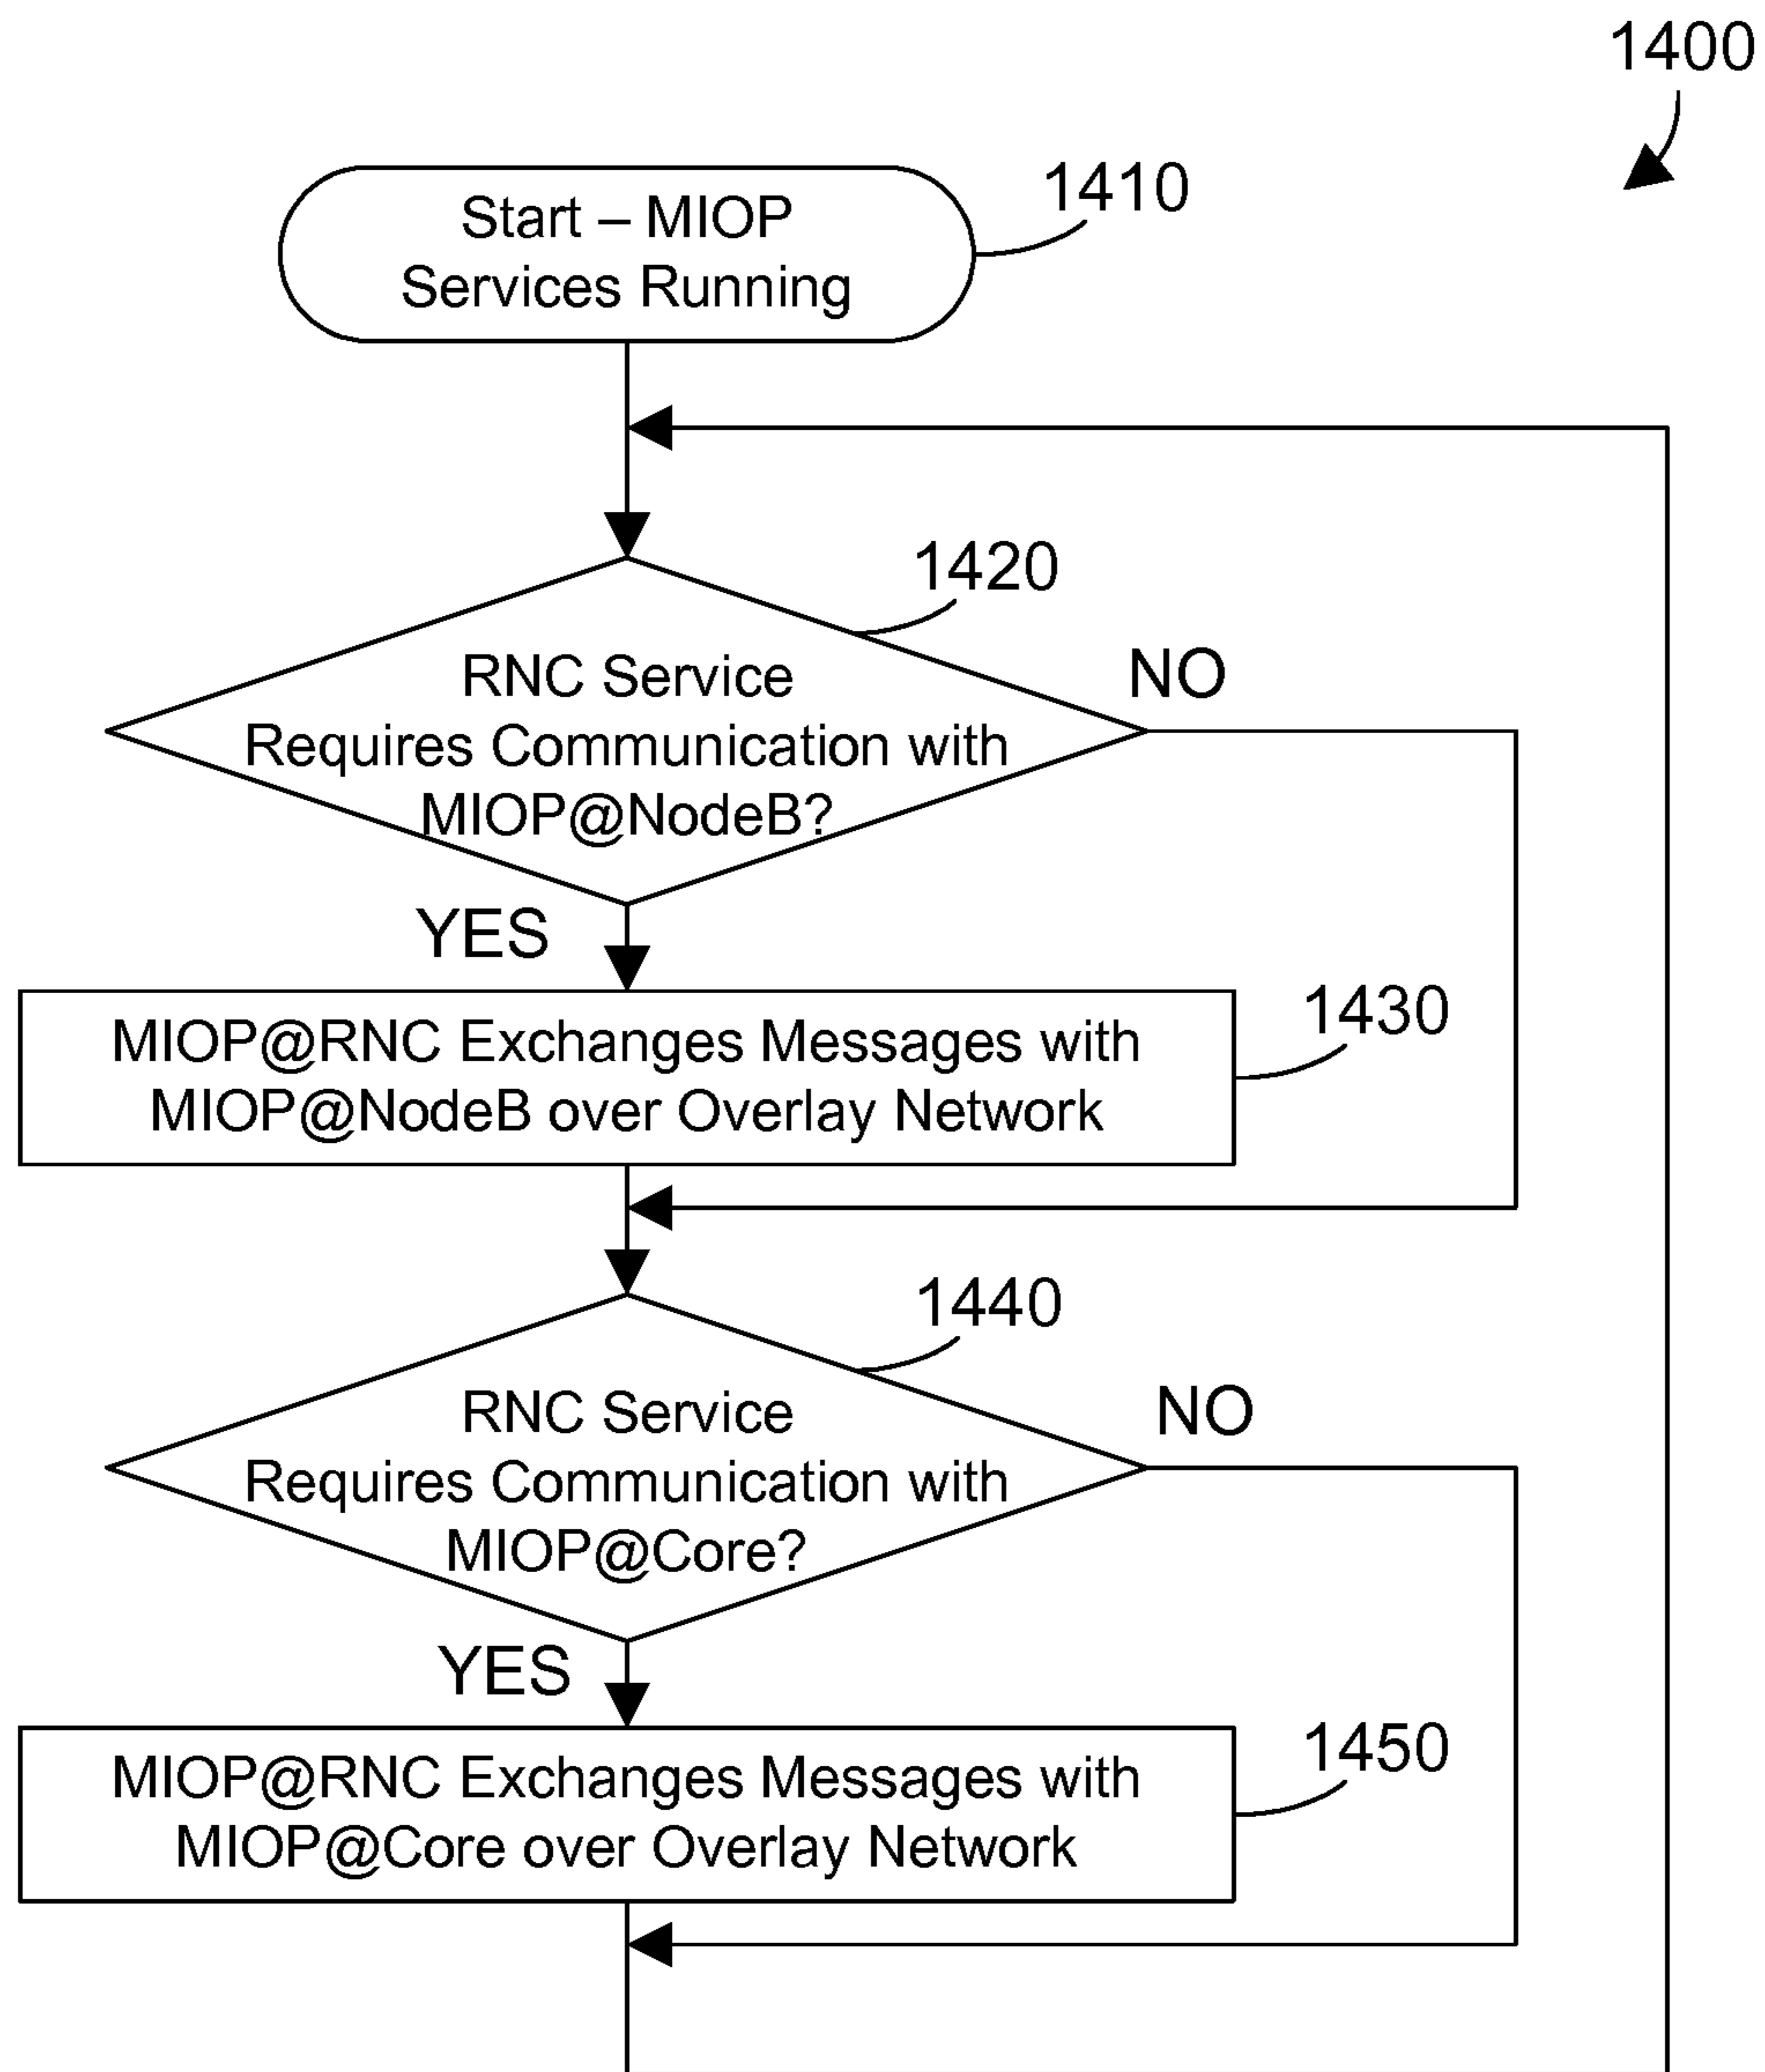 1400
Start – MIOP
Services Running
1410
1420
RNC Service
Requires Communication with
MIOP@NodeB?
NO
YES
1430
MIOP@RNC Exchanges Messages with
MIOP@NodeB over Overlay Network
1440
RNC Service
Requires Communication with
MIOP@Core?
NO
YES
1450
MIOP@RNC Exchanges Messages with
MIOP@Core over Overlay Network